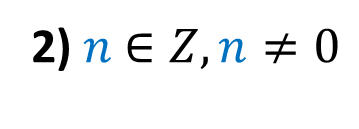 2) n ∈ Z, n ≠ 0